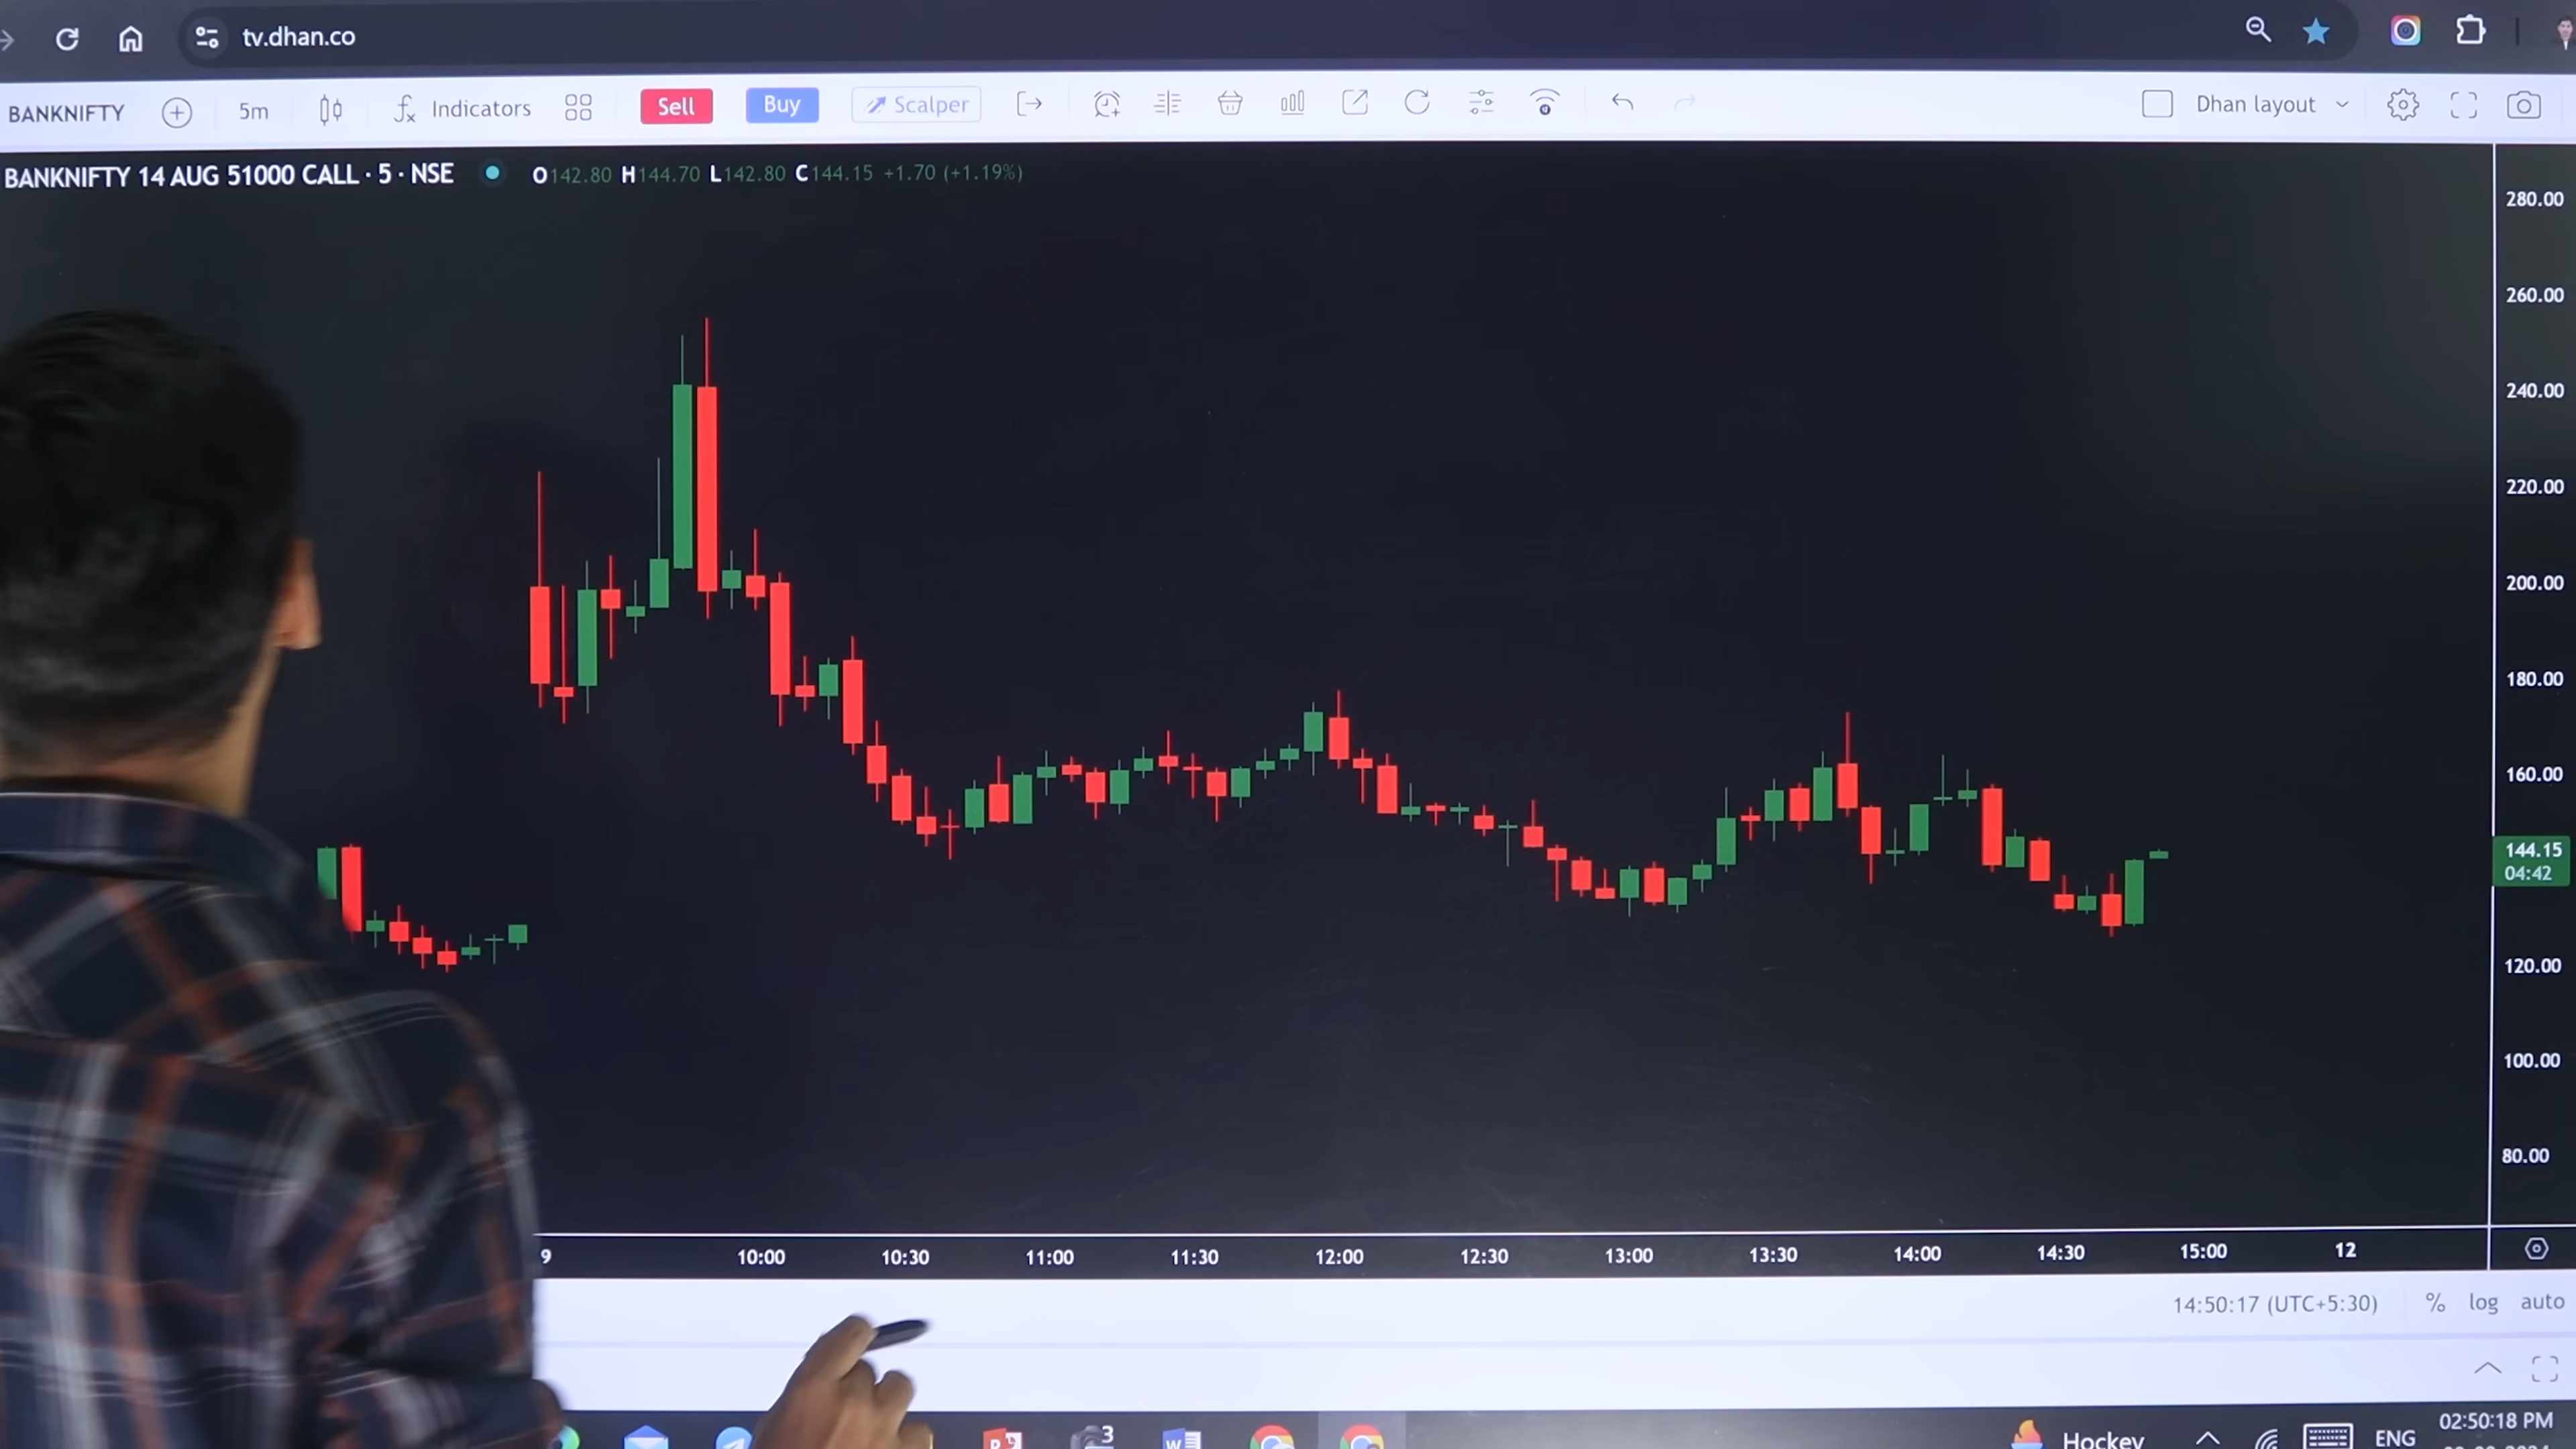 tv.dhan.co
BANKNIFTY 5m Indicators Sell Buy Scalper Dhan layout
BANKNIFTY 14 AUG 51000 CALL · 5 · NSE O142.80 H144.70 L142.80 C144.15 +1.70 (+1.19%)
280.00
260.00
240.00
220.00
200.00
180.00
160.00
144.15
04:42
120.00
100.00
80.00
9 10:00 10:30 11:00 11:30 12:00 12:30 13:00 13:30 14:00 14:30 15:00 12
14:50:17 (UTC+5:30) % log auto
3 W Hockey ENG 02:50:18 PM